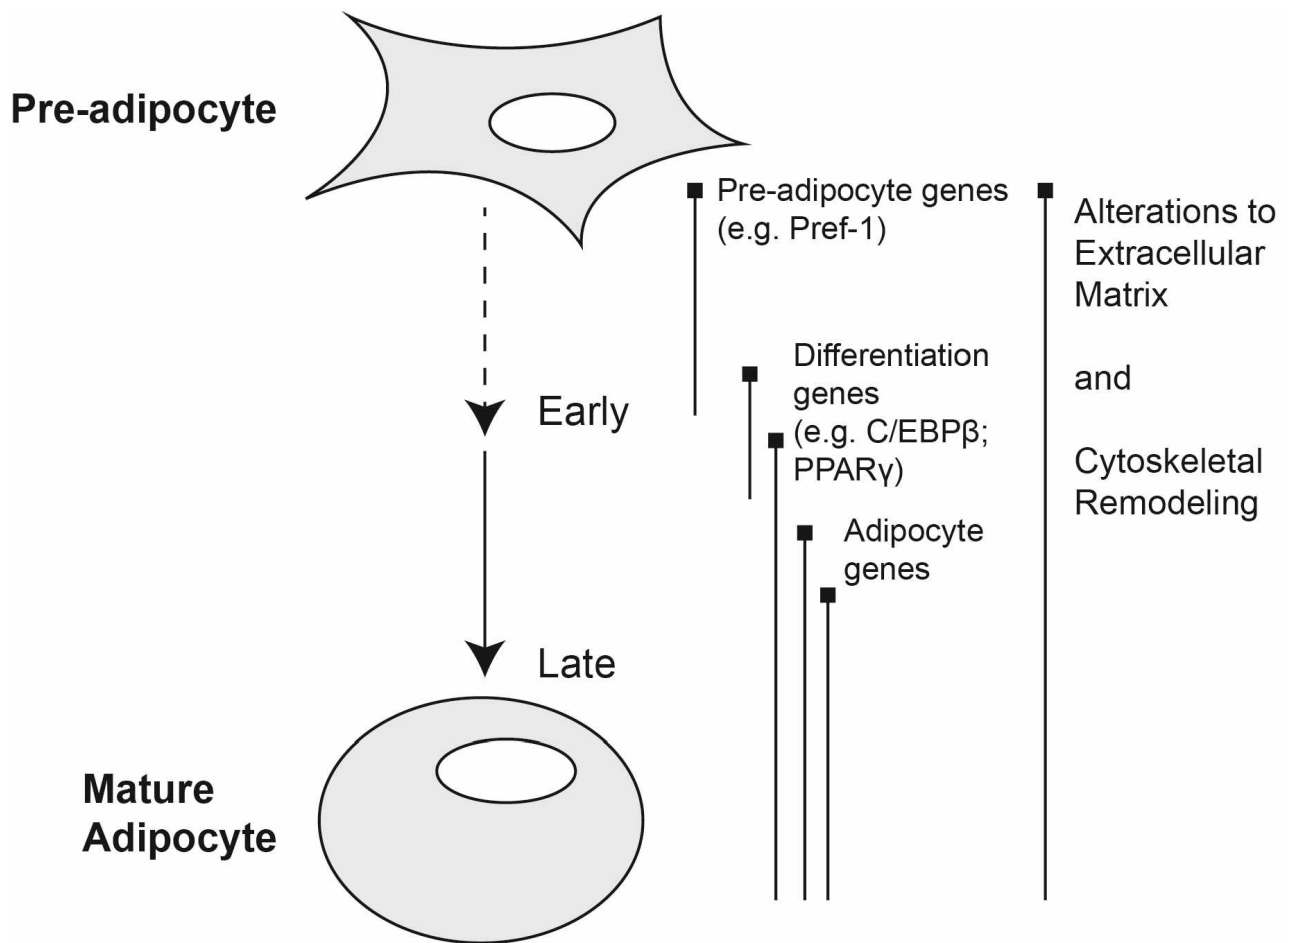 Pre-adipocyte
Pre-adipocyte genes
(e.g. Pref-1)
Alterations to
Extracellular
Matrix
and
Cytoskeletal
Remodeling
Differentiation
genes
(e.g. C/EBPβ;
PPARγ)
Early
Adipocyte
genes
Late
Mature
Adipocyte